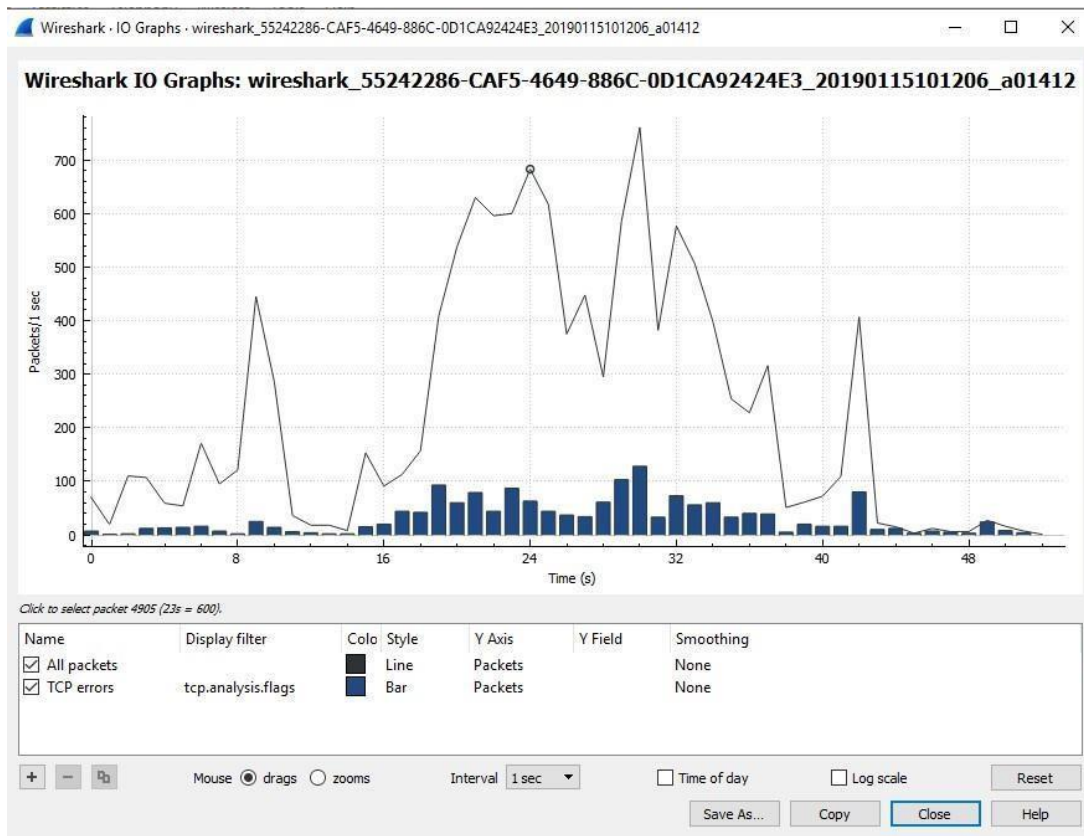 Wireshark · IO Graphs · wireshark_55242286-CAF5-4649-886C-0D1CA92424E3_20190115101206_a01412
Wireshark IO Graphs: wireshark_55242286-CAF5-4649-886C-0D1CA92424E3_20190115101206_a01412
Packets/1 sec
700
600
500
400
300
200
100
0
0 8 16 24 32 40 48
Time (s)
Click to select packet 4905 (23s = 600).
Name Display filter Colo Style Y Axis Y Field Smoothing
All packets Line Packets None
TCP errors tcp.analysis.flags Bar Packets None
Mouse drags zooms Interval 1 sec Time of day Log scale Reset
Save As... Copy Close Help